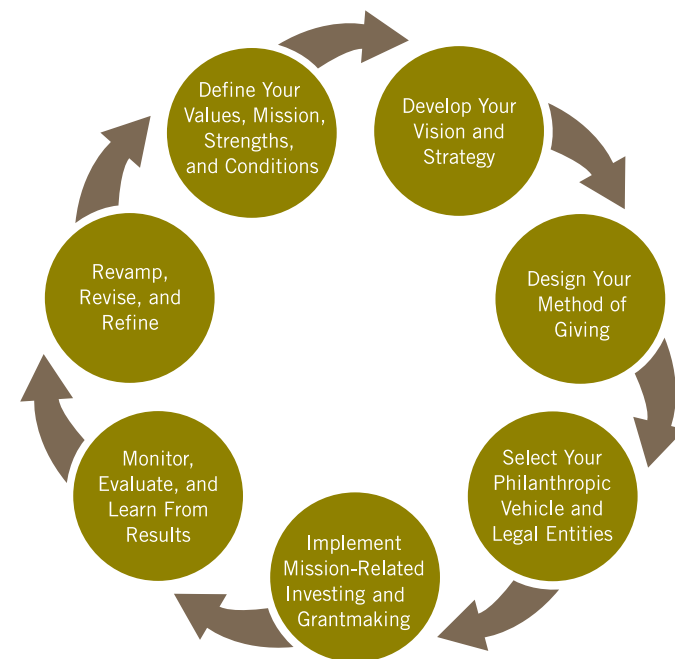 Define Your
Values, Mission,
Strengths,
and Conditions
Develop Your
Vision and
Strategy
Design Your
Method of
Giving
Select Your
Philanthropic
Vehicle and
Legal Entities
Implement
Mission-Related
Investing and
Grantmaking
Monitor,
Evaluate, and
Learn From
Results
Revamp,
Revise, and
Refine